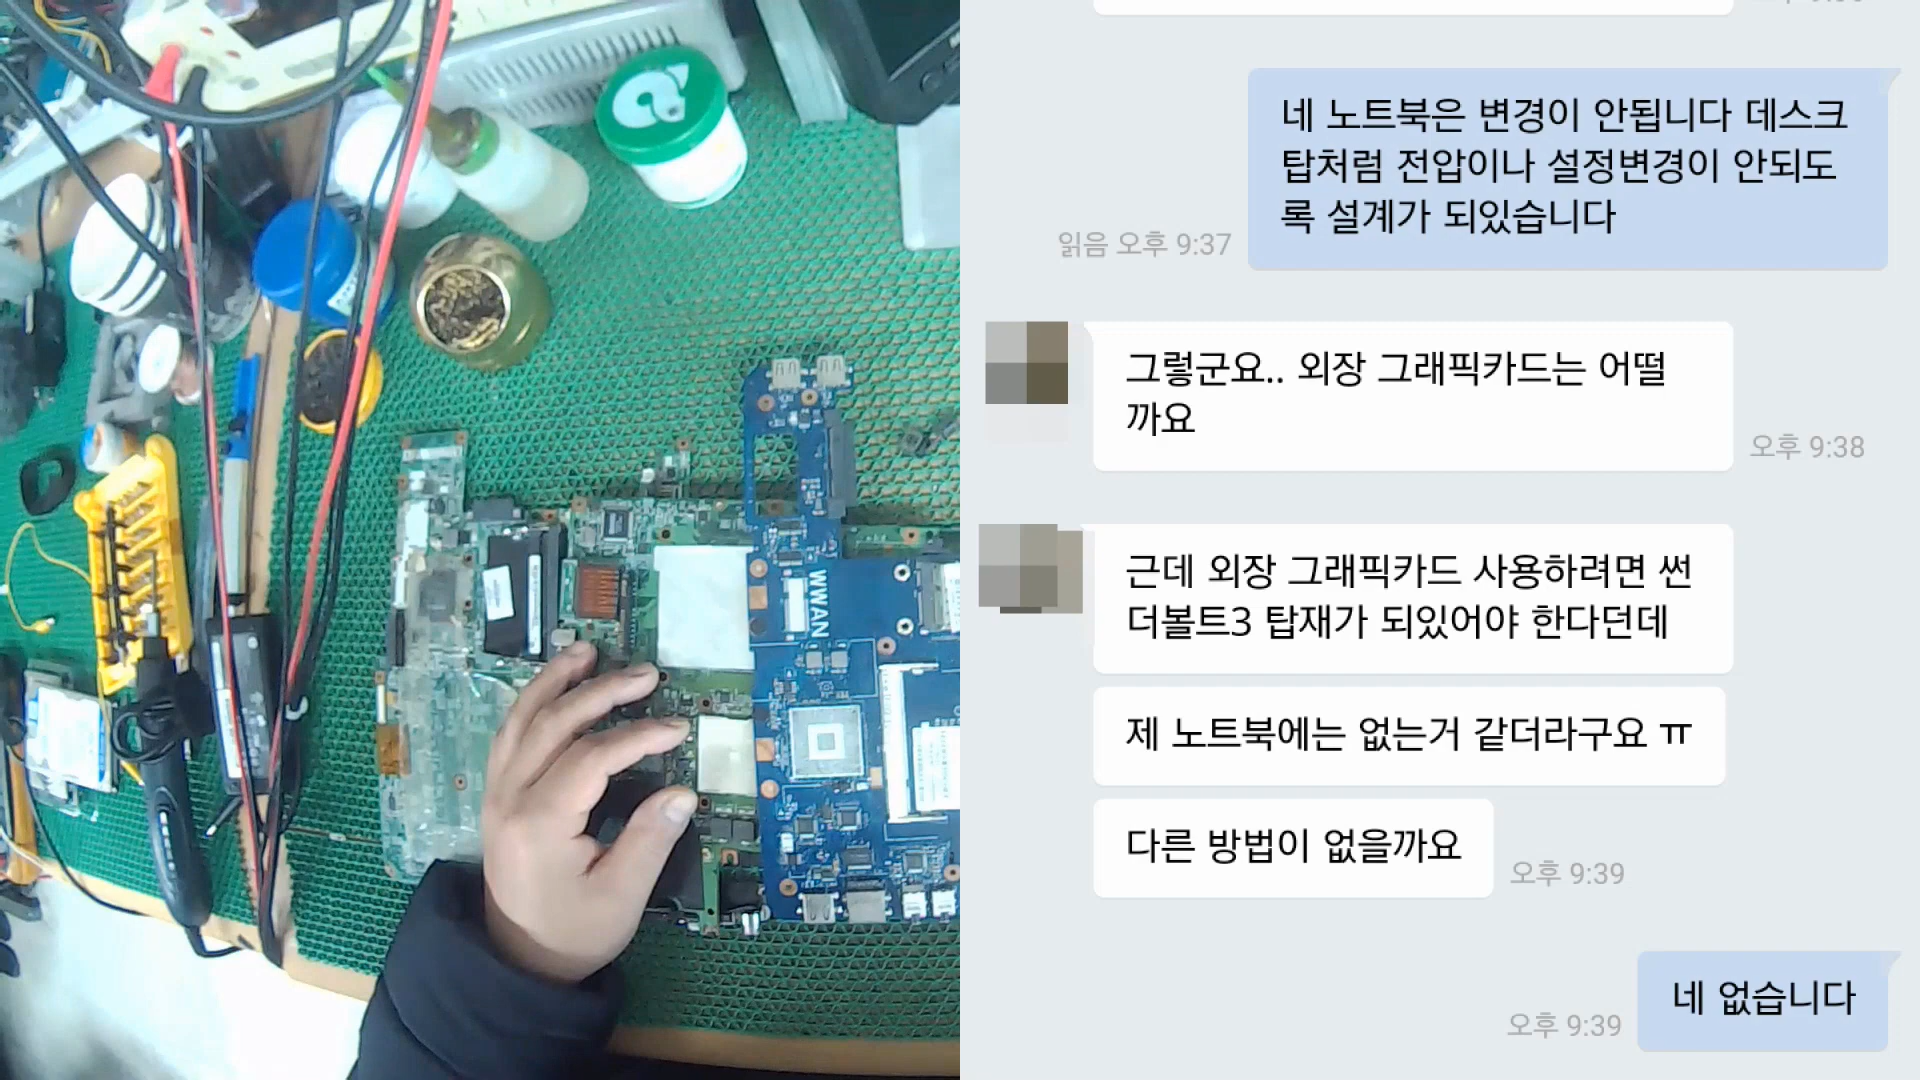 네 노트북은 변경이 안됩니다 데스크
탑처럼 전압이나 설정변경이 안되도
록 설계가 되있습니다
읽음 오후 9:37
그렇군요.. 외장 그래픽카드는 어떨
까요
오후 9:38
근데 외장 그래픽카드 사용하려면 썬
더볼트3 탑재가 되있어야 한다던데
제 노트북에는 없는거 같더라구요 ㅠ
다른 방법이 없을까요
오후 9:39
네 없습니다
오후 9:39
WWAN